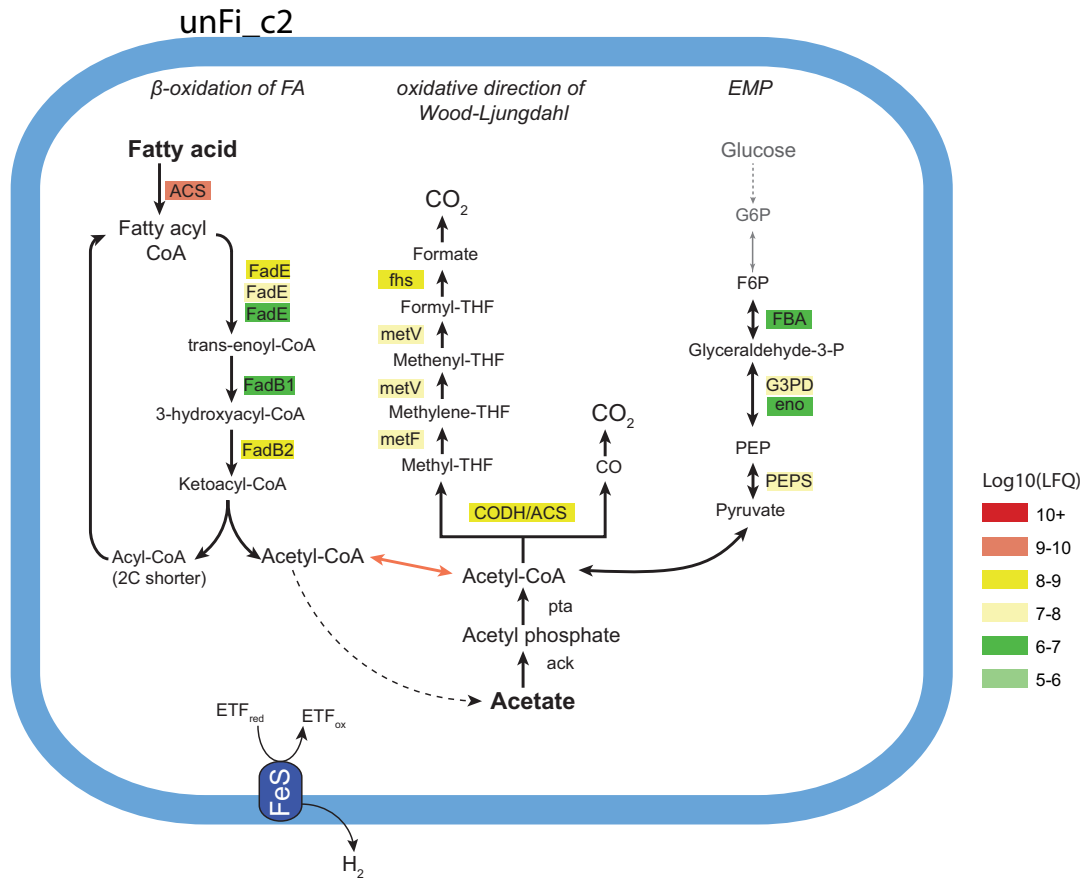 unFi_c2
β-oxidation of FA
oxidative direction of
Wood-Ljungdahl
EMP
Fatty acid
ACS
Fatty acyl
CoA
FadE
FadE
FadE
trans-enoyl-CoA
FadB1
3-hydroxyacyl-CoA
FadB2
Ketoacyl-CoA
Acyl-CoA
(2C shorter)
Acetyl-CoA
CO2
Formate
fhs
Formyl-THF
metV
Methenyl-THF
metV
Methylene-THF
metF
Methyl-THF
CO2
CO
CODH/ACS
Acetyl-CoA
pta
Acetyl phosphate
ack
Acetate
Glucose
G6P
F6P
FBA
Glyceraldehyde-3-P
G3PD
eno
PEP
PEPS
Pyruvate
ETFred
ETFox
FeS
H2
Log10(LFQ)
10+
9-10
8-9
7-8
6-7
5-6